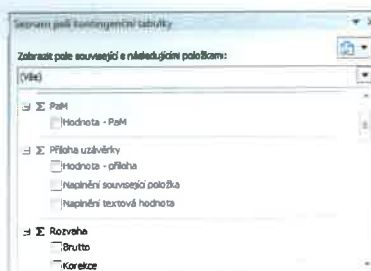 Seznam polí kontingenční tabulky
Zobrazit pole související s následujícími položkami:
(Vše)
Σ PaM
Hodnota - PaM
Σ Příloha uzávěrky
Hodnota - příloha
Naplnění související položka
Naplnění textová hodnota
Σ Rozvaha
Brutto
Korekce